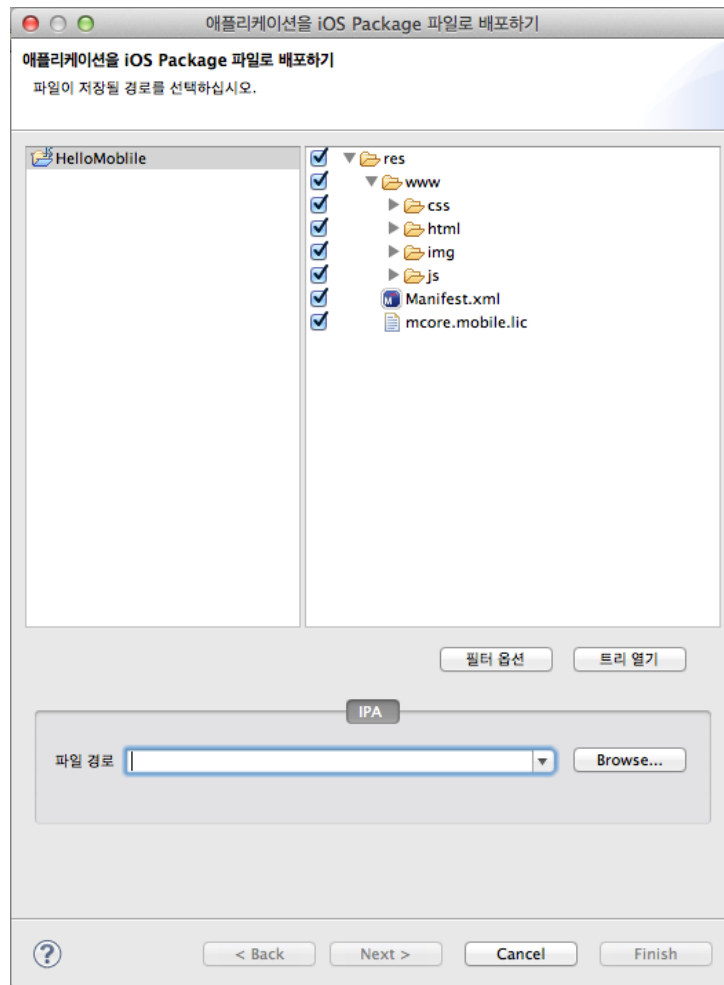 애플리케이션을 iOS Package 파일로 배포하기
애플리케이션을 iOS Package 파일로 배포하기
파일이 저장될 경로를 선택하십시오.
HelloMoblile
res
www
css
html
img
js
Manifest.xml
mcore.mobile.lic
필터 옵션 트리 열기
IPA
파일 경로 Browse...
? < Back Next > Cancel Finish